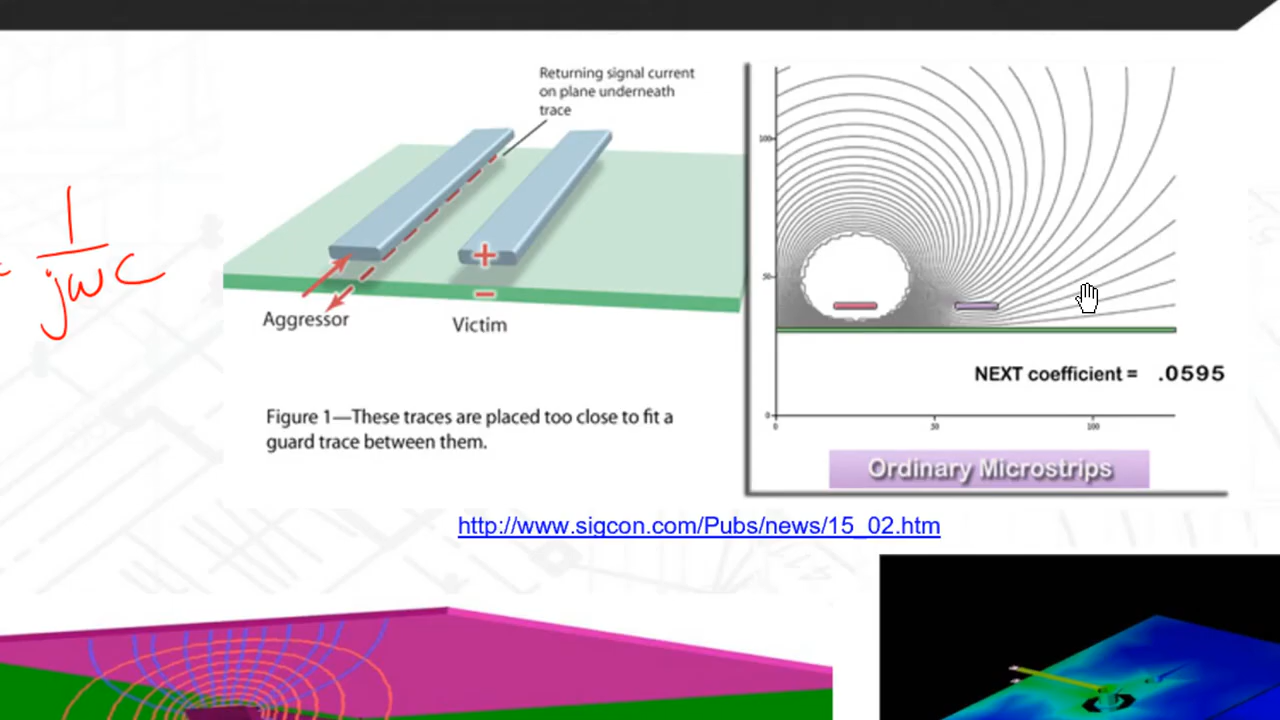 Returning signal current
on plane underneath
trace
+
−
Aggressor
Victim
Figure 1—These traces are placed too close to fit a
guard trace between them.
1
jωC
100
50
0
0
50
100
NEXT coefficient = .0595
Ordinary Microstrips
http://www.sigcon.com/Pubs/news/15_02.htm